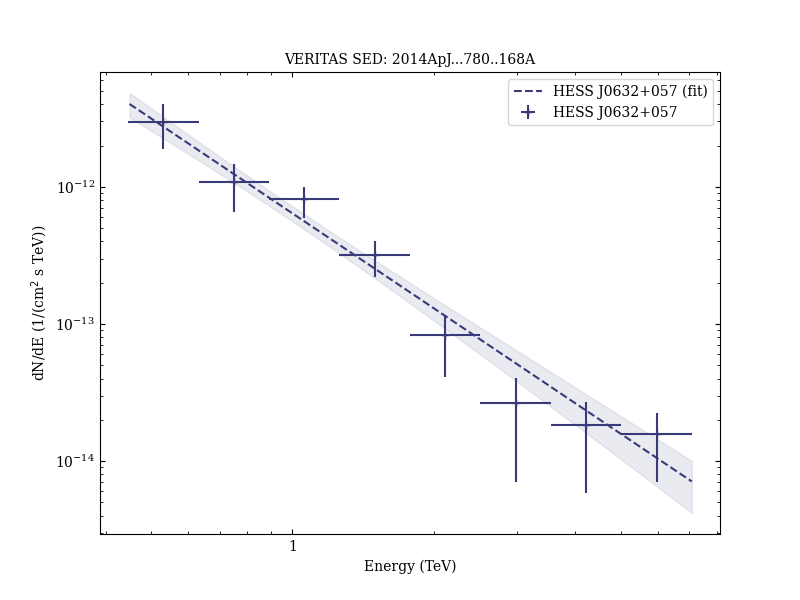 VERITAS SED: 2014ApJ...780..168A
HESS J0632+057 (fit)
HESS J0632+057
10⁻¹²
10⁻¹³
10⁻¹⁴
dN/dE (1/(cm² s TeV))
1
Energy (TeV)